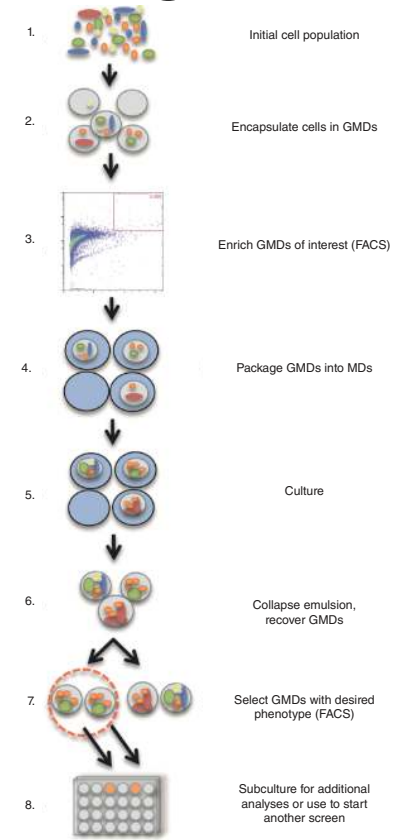 1.
Initial cell population
2.
Encapsulate cells in GMDs
3.
Enrich GMDs of interest (FACS)
4.
Package GMDs into MDs
5.
Culture
6.
Collapse emulsion,
recover GMDs
7.
Select GMDs with desired
phenotype (FACS)
8.
Subculture for additional
analyses or use to start
another screen